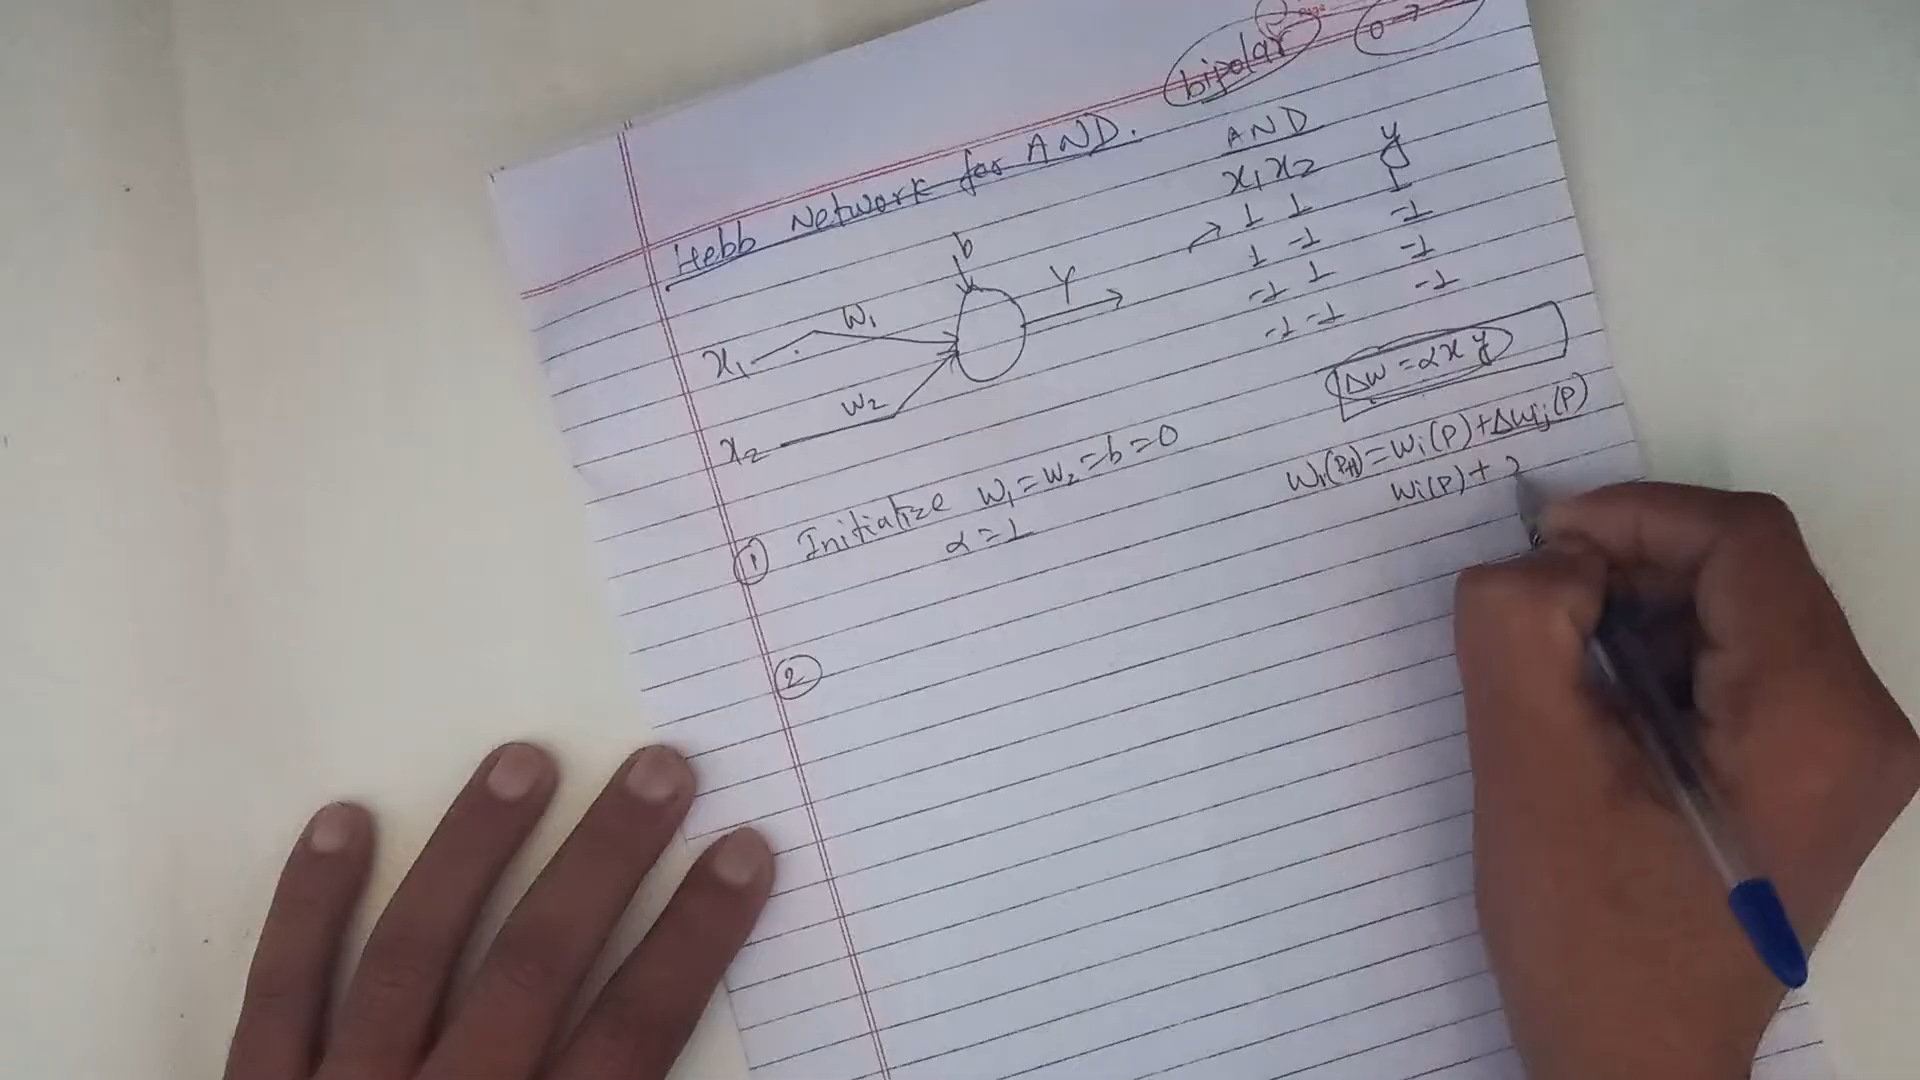 bipolar
Hebb Network for AND.
AND
x1 x2 y
1 1 1
1 -1 -1
-1 1 -1
-1 -1 -1
b
x1 w1 Y
x2 w2
Δw = αxy
① Initialize w1 = w2 = b = 0
α = 1
wi(P+1) = wi(P) + Δwij(P)
wi(P) +
②